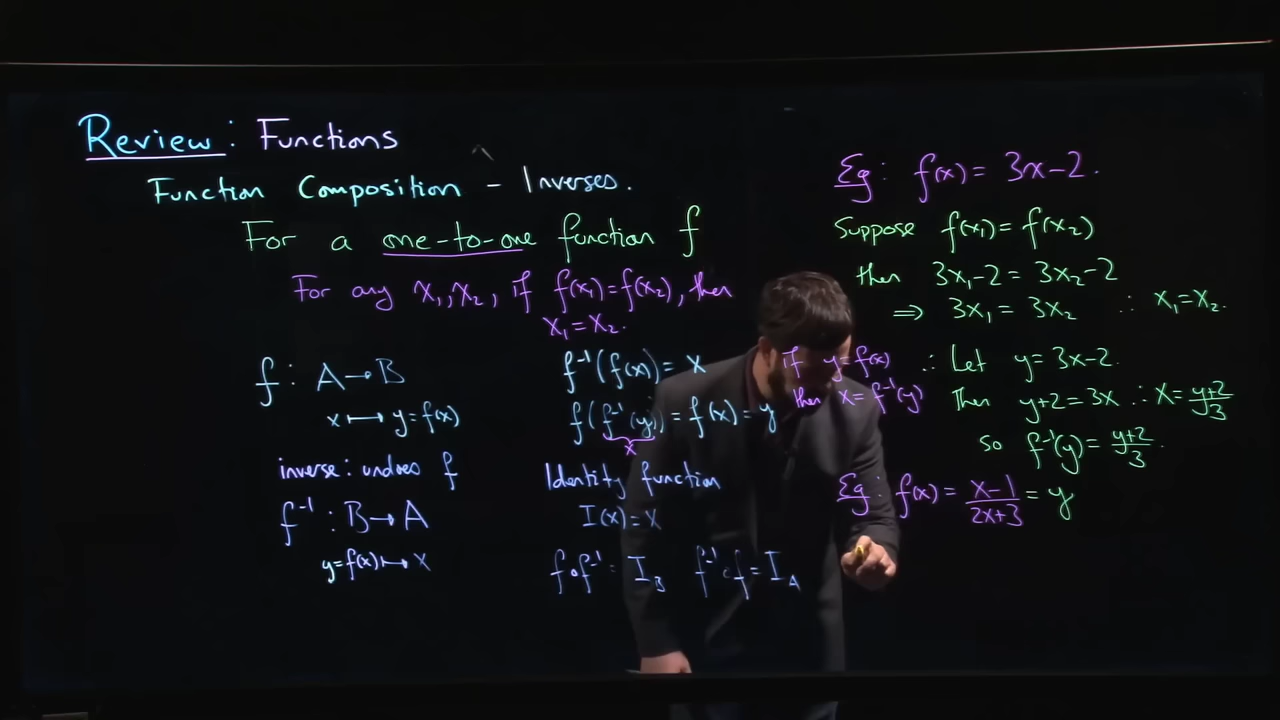 Review: Functions
Function Composition - Inverses.
For a one-to-one function f
For any x₁,x₂, if f(x₁)=f(x₂), then
x₁=x₂.
f: A→B
x↦y=f(x)
inverse: undoes f
f⁻¹: B→A
y=f(x)↦x
f⁻¹(f(x))=x
f(f⁻¹(y))=f(x)=y
x
Identity function
I(x)=x
f∘f⁻¹=I_B f⁻¹∘f=I_A
Eg: f(x)=3x-2.
Suppose f(x₁)=f(x₂)
then 3x₁-2=3x₂-2
⇒ 3x₁=3x₂ ∴ x₁=x₂.
if y=f(x)
then x=f⁻¹(y)
∴ Let y=3x-2.
Then y+2=3x ∴ x=(y+2)/3
so f⁻¹(y)=(y+2)/3.
Eg: f(x)=(x-1)/(2x+3)=y